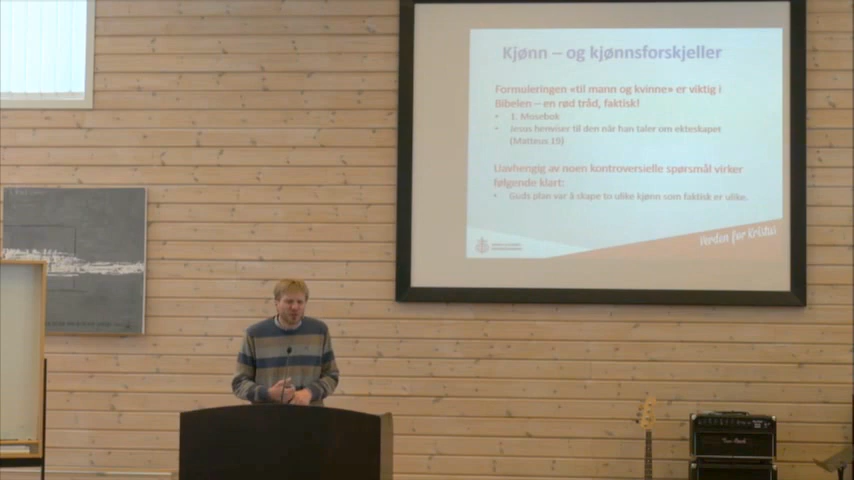 Kjønn – og kjønnsforskjeller
Formuleringen «til mann og kvinne» er viktig i
Bibelen – en rød tråd, faktisk!
• 1. Mosebok
– Jesus henviser til den når han taler om ekteskapet
(Matteus 19)
Uavhengig av noen kontroversielle spørsmål virker
følgende klart:
• Guds plan var å skape to ulike kjønn som faktisk er ulike.
Verden for Kristus